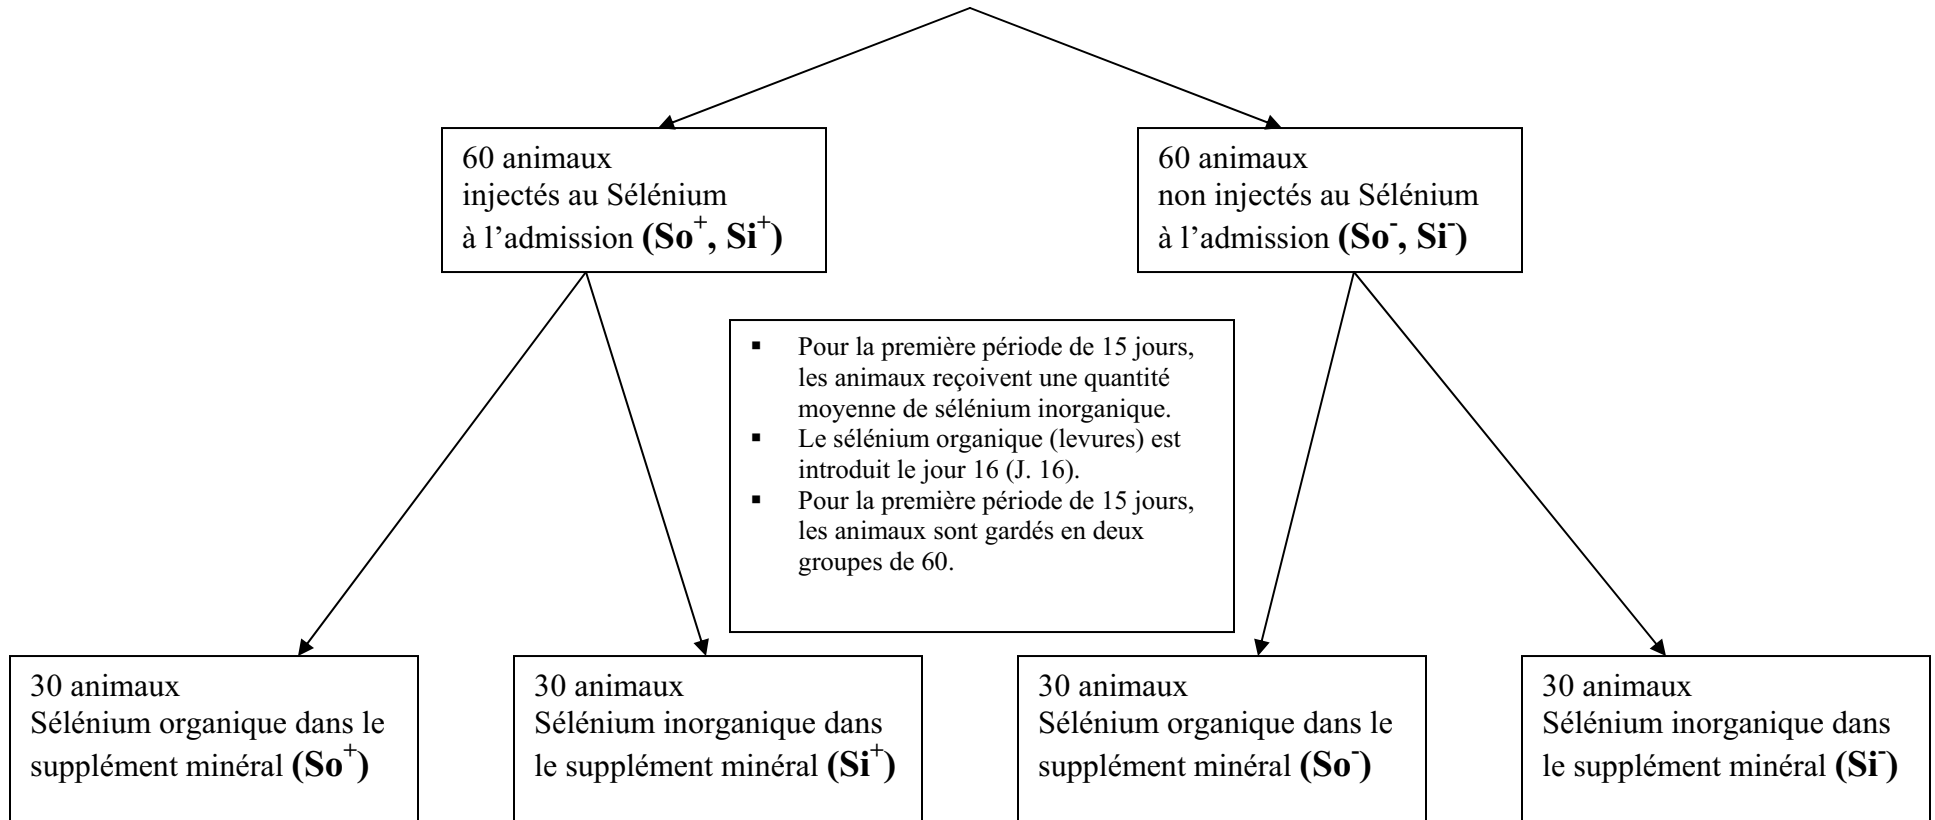 60 animaux
injectés au Sélénium
à l’admission (So⁺, Si⁺)
60 animaux
non injectés au Sélénium
à l’admission (So⁻, Si⁻)
▪ Pour la première période de 15 jours,
les animaux reçoivent une quantité
moyenne de sélénium inorganique.
▪ Le sélénium organique (levures) est
introduit le jour 16 (J. 16).
▪ Pour la première période de 15 jours,
les animaux sont gardés en deux
groupes de 60.
30 animaux
Sélénium organique dans le
supplément minéral (So⁺)
30 animaux
Sélénium inorganique dans
le supplément minéral (Si⁺)
30 animaux
Sélénium organique dans le
supplément minéral (So⁻)
30 animaux
Sélénium inorganique dans
le supplément minéral (Si⁻)